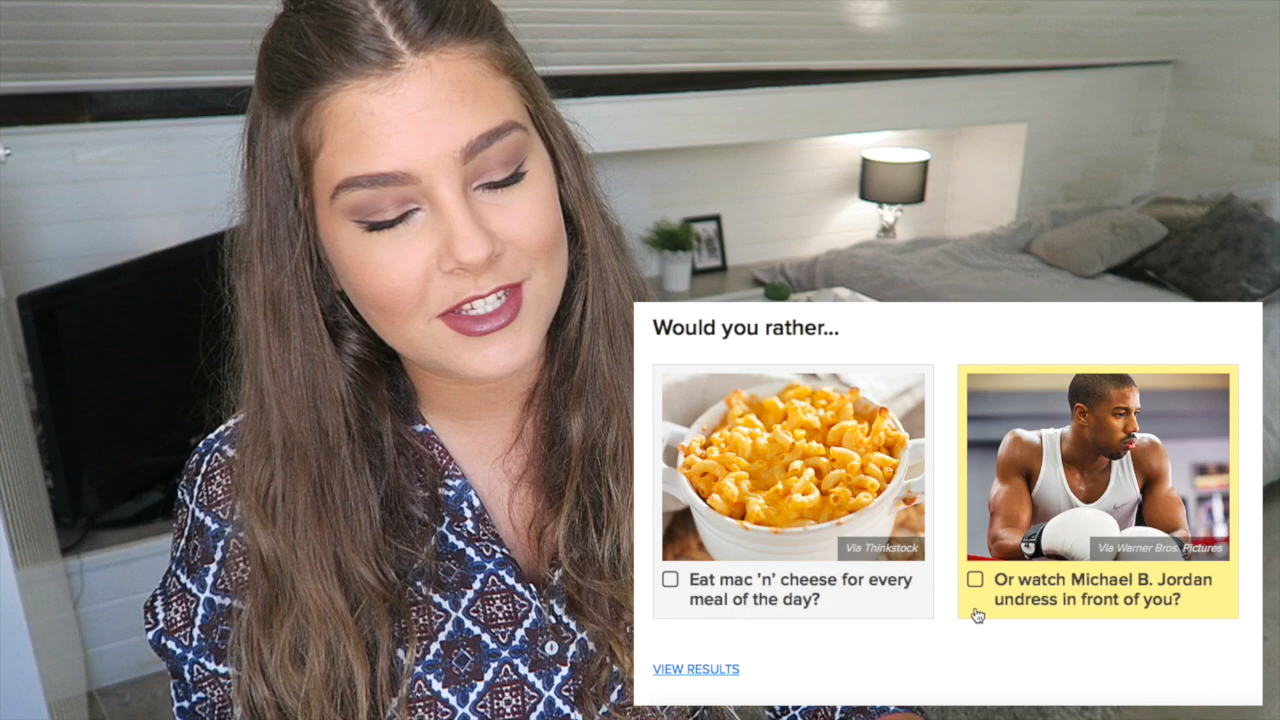 Would you rather...
Via Thinkstock
Via Warner Bros. Pictures
Eat mac 'n' cheese for every
meal of the day?
Or watch Michael B. Jordan
undress in front of you?
VIEW RESULTS